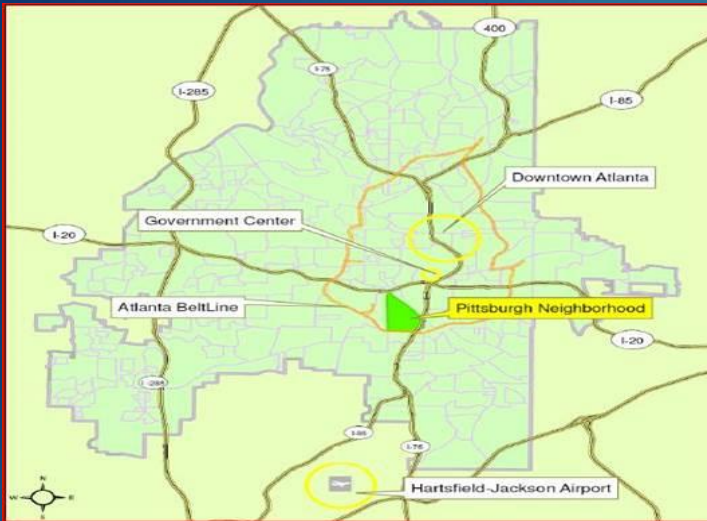 400
I-75
I-285
I-85
Downtown Atlanta
Government Center
I-20
Atlanta BeltLine
Pittsburgh Neighborhood
I-20
I-285
I-85
I-75
N
W
E
S
Hartsfield-Jackson Airport